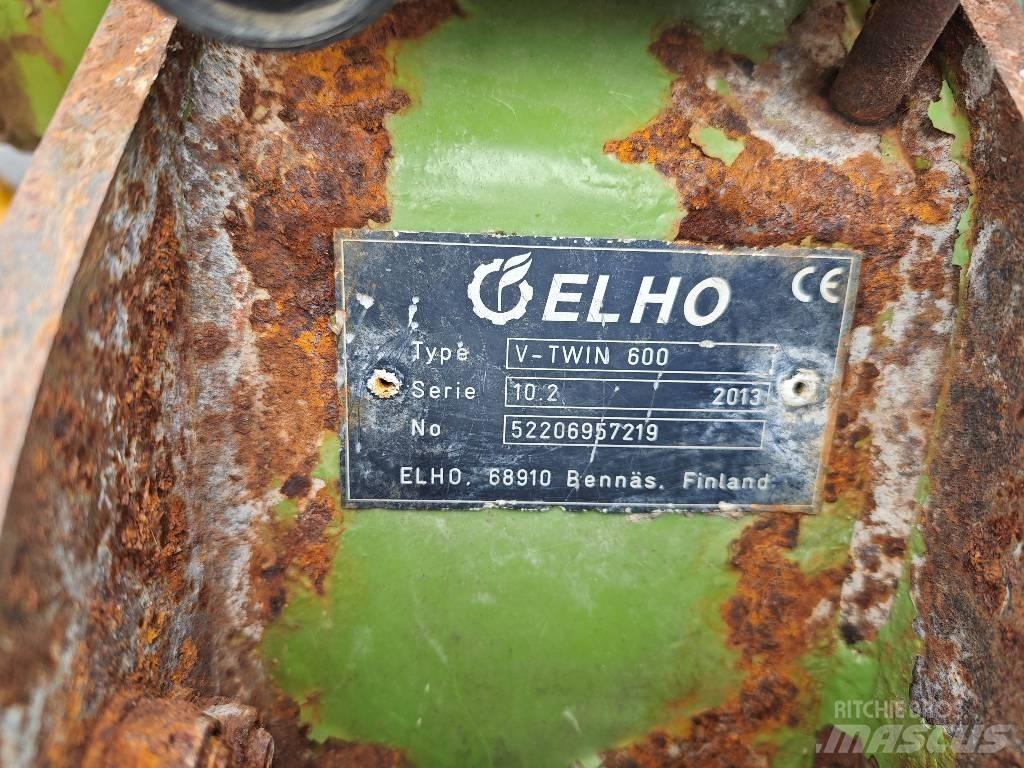 ELHO CE
Type V-TWIN 600
Serie 10.2 2013
No 52206957219
ELHO. 68910 Bennäs. Finland
RITCHIE BROS
MASCUS